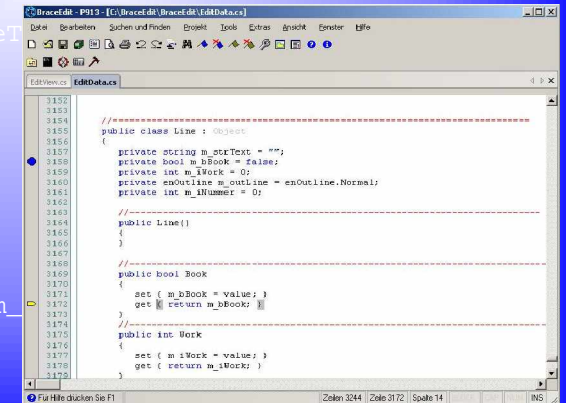 BraceEdit - P913 - [C:\BraceEdit\BraceEdit\EditData.cs]
Datei Bearbeiten Suchen und Finden Projekt Tools Extras Ansicht Fenster Hilfe
EditView.cs EditData.cs
3152
3153
3154 //==============================================================================
3155 public class Line : Object
3156 {
3157 private string m_strText = "";
3158 private bool m_bBook = false;
3159 private int m_iWork = 0;
3160 private enOutline m_outLine = enOutline.Normal;
3161 private int m_iNummer = 0;
3162
3163 //------------------------------------------------------------------------------
3164 public Line()
3165 {
3166 }
3167
3168 //------------------------------------------------------------------------------
3169 public bool Book
3170 {
3171 set { m_bBook = value; }
3172 get { return m_bBook; }
3173 }
3174 //------------------------------------------------------------------------------
3175 public int Work
3176 {
3177 set { m_iWork = value; }
3178 get { return m_iWork; }
3179 }
Für Hilfe drücken Sie F1 Zeilen 3244 Zeile 3172 Spalte 14 INS